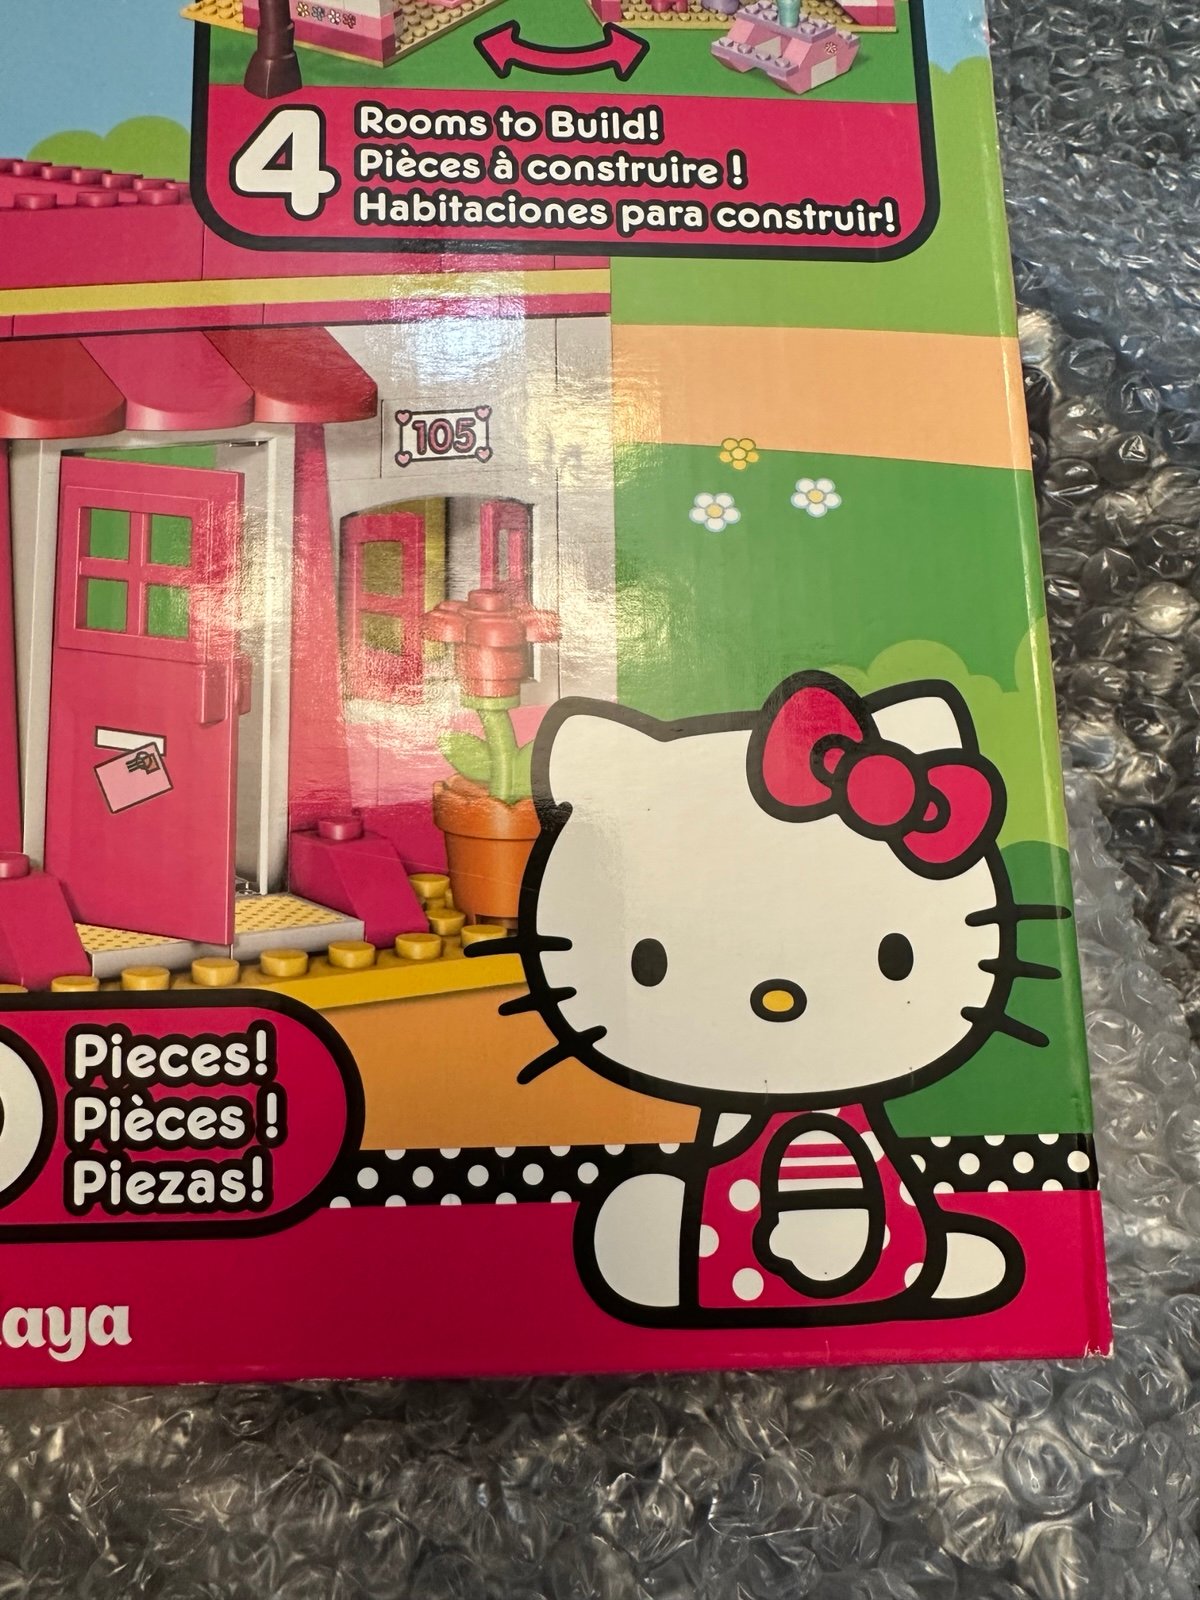 4
Rooms to Build!
Pièces à construire !
Habitaciones para construir!
105
Pieces!
Pièces !
Piezas!